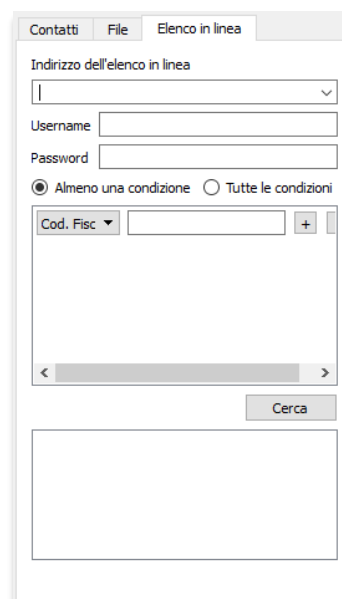 Contatti File Elenco in linea
Indirizzo dell'elenco in linea
Username
Password
Almeno una condizione Tutte le condizioni
Cod. Fisc +
Cerca